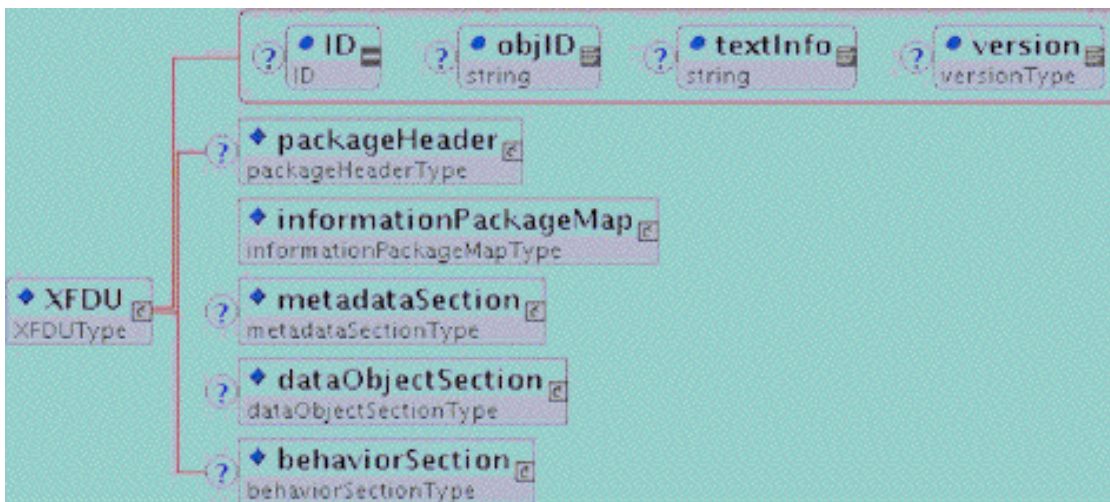 ? ID ? objID ? textInfo ? version
ID string string versionType
? packageHeader
packageHeaderType
informationPackageMap
informationPackageMapType
XFDU
XFDUType
? metadataSection
metadataSectionType
? dataObjectSection
dataObjectSectionType
? behaviorSection
behaviorSectionType